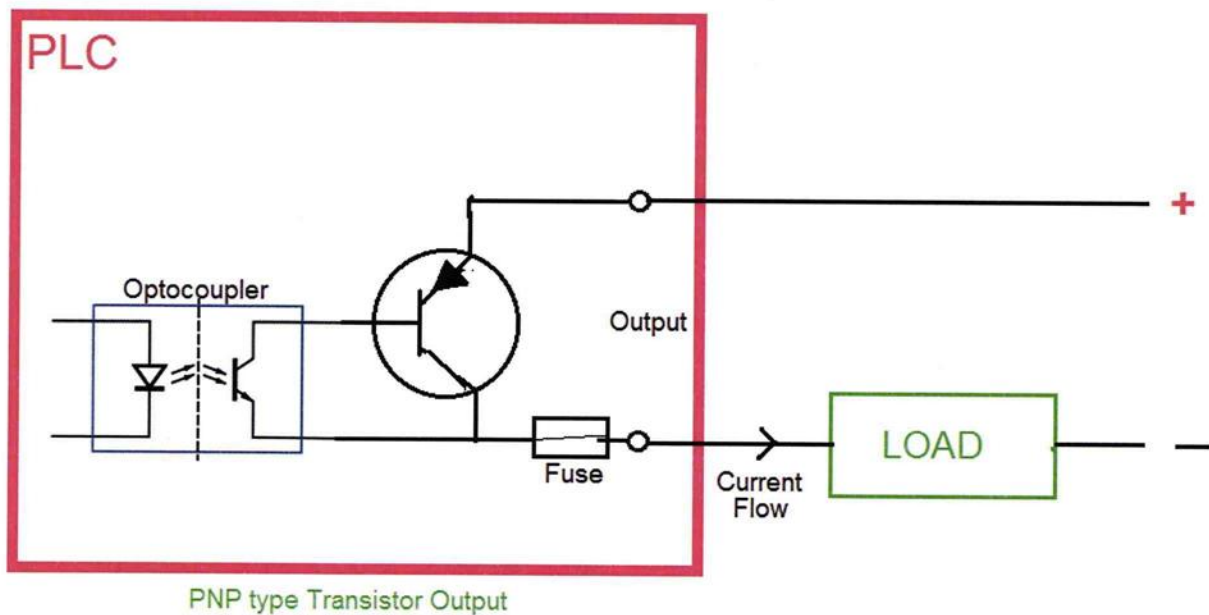 PLC
+
Optocoupler
Output
LOAD
–
Fuse
Current
Flow
PNP type Transistor Output